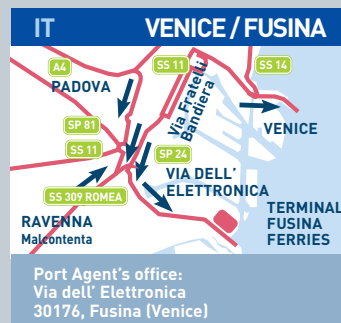 IT VENICE / FUSINA
A4
SS 11
SS 14
PADOVA
Via Fratelli
Bandiera
SP 81
VENICE
SS 11
SP 24
VIA DELL'
ELETTRONICA
SS 309 ROMEA
RAVENNA
Malcontenta
TERMINAL
FUSINA
FERRIES
Port Agent's office:
Via dell' Elettronica
30176, Fusina (Venice)